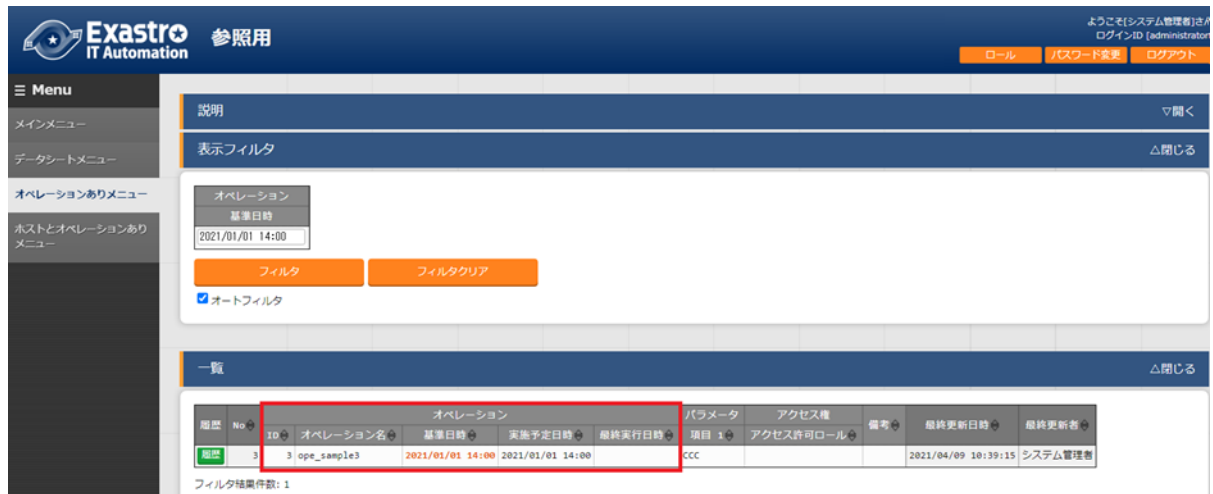 Exastro
IT Automation
参照用
ようこそ[システム管理者]さ
ログインID [administrator
ロール
パスワード変更
ログアウト
☰ Menu
メインメニュー
データシートメニュー
オペレーションありメニュー
ホストとオペレーションあり
メニュー
説明
▽開く
表示フィルタ
△閉じる
オペレーション
基準日時
2021/01/01 14:00
フィルタ
フィルタクリア
オートフィルタ
一覧
△閉じる
履歴 No オペレーション パラメータ アクセス権 備考 最終更新日時 最終更新者
ID オペレーション名 基準日時 実施予定日時 最終実行日時 項目 1 アクセス許可ロール
履歴 3 3 ope_sample3 2021/01/01 14:00 2021/01/01 14:00 CCC 2021/04/09 10:39:15 システム管理者
フィルタ結果件数: 1